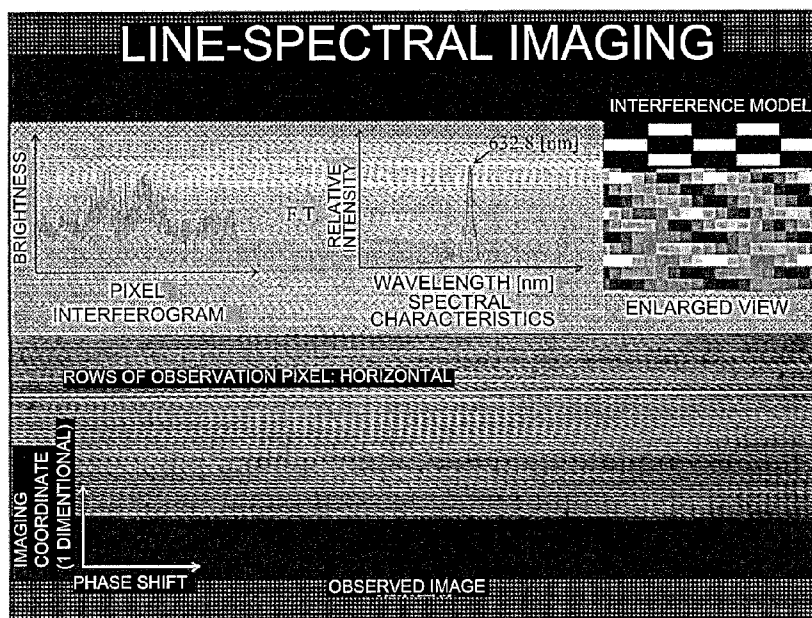 LINE-SPECTRAL IMAGING
INTERFERENCE MODEL
BRIGHTNESS
PIXEL
INTERFEROGRAM
F T
RELATIVE
INTENSITY
632.8 [nm]
WAVELENGTH [nm]
SPECTRAL
CHARACTERISTICS
ENLARGED VIEW
ROWS OF OBSERVATION PIXEL: HORIZONTAL
IMAGING
COORDINATE
(1 DIMENTIONAL)
PHASE SHIFT
OBSERVED IMAGE